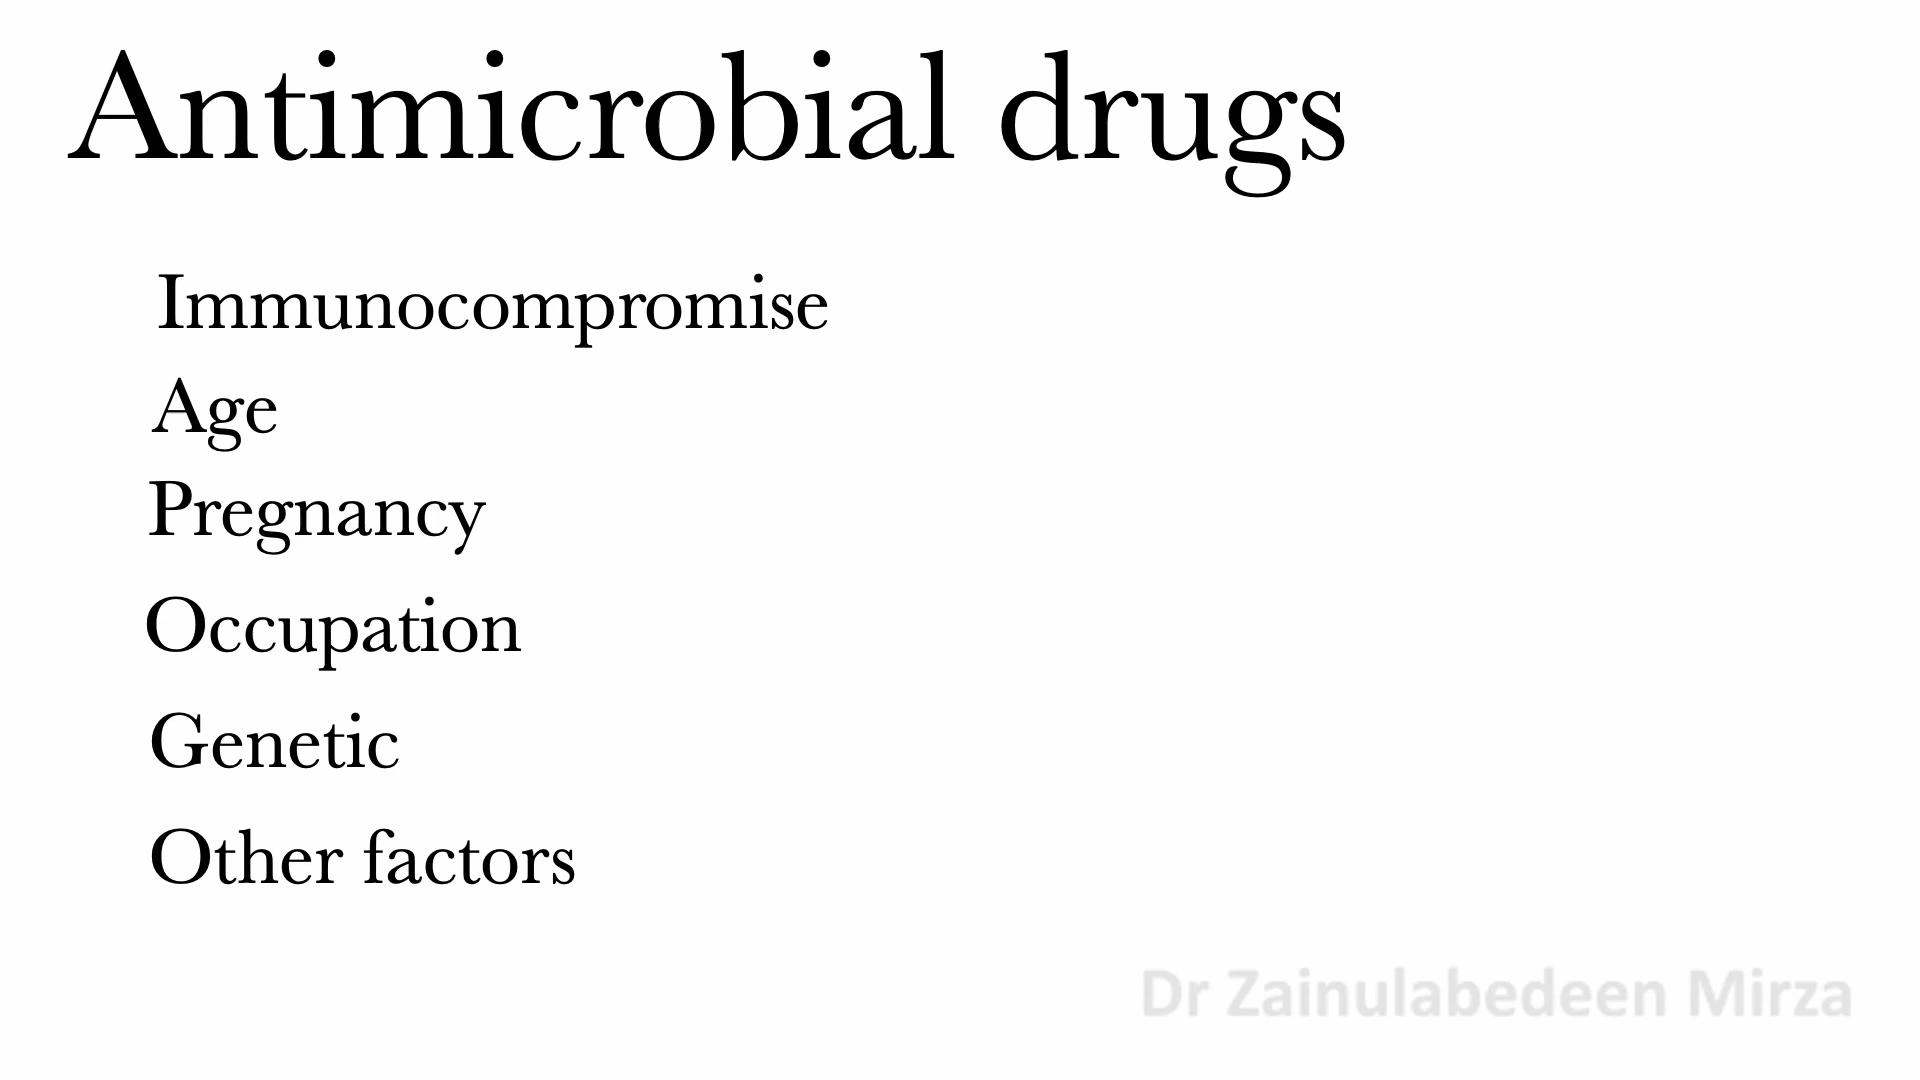 Antimicrobial drugs
Immunocompromise
Age
Pregnancy
Occupation
Genetic
Other factors
Dr Zainulabedeen Mirza